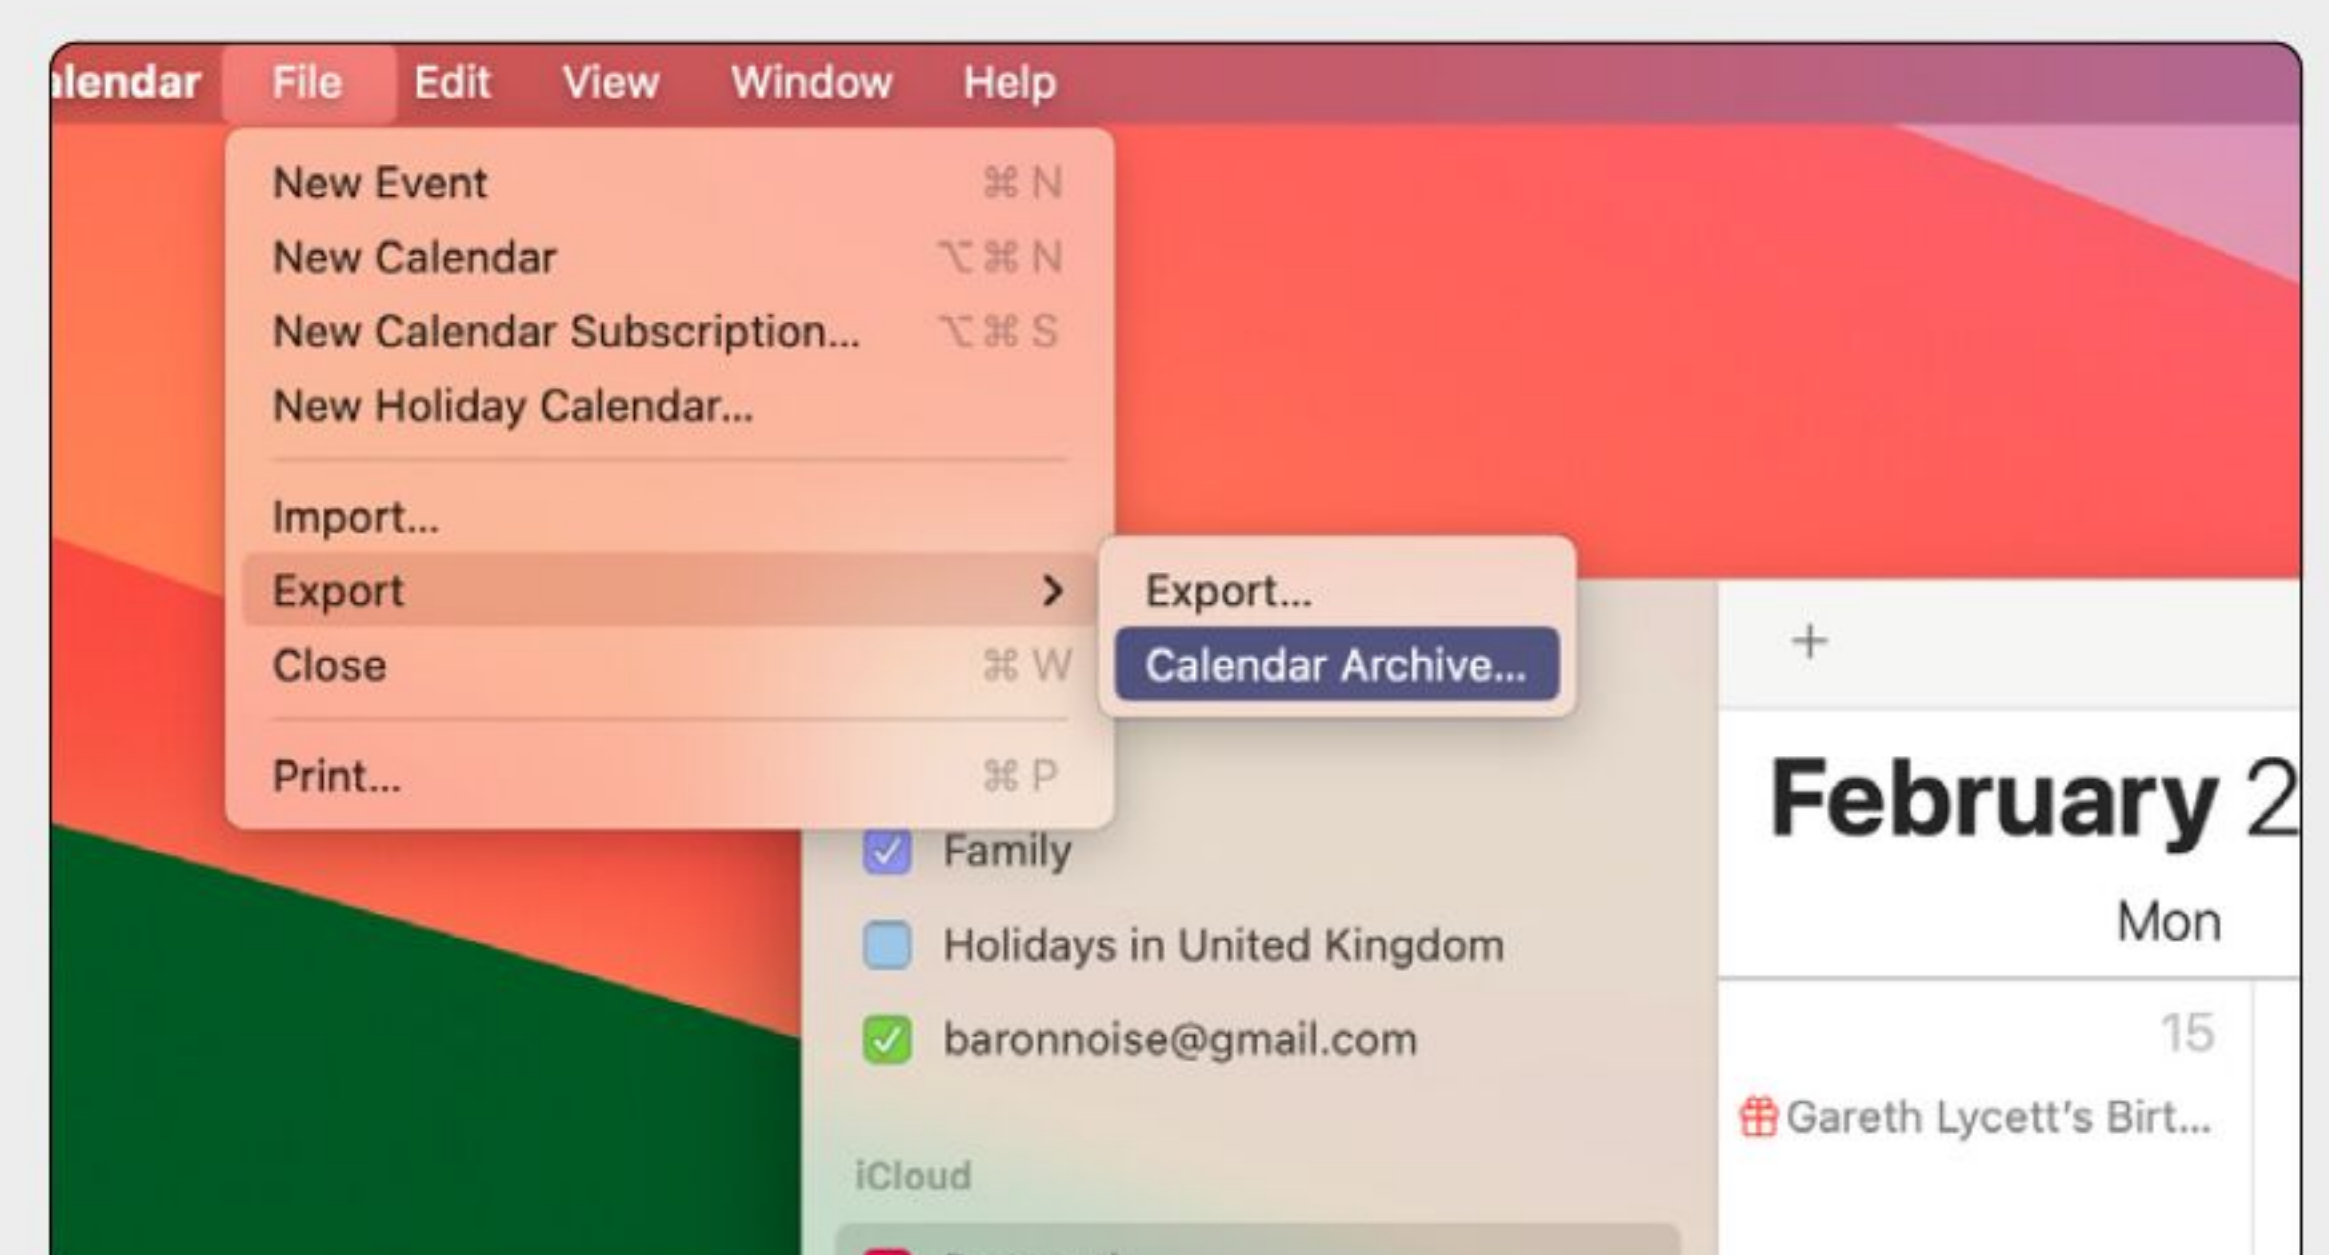 alendar File Edit View Window Help
New Event ⌘ N
New Calendar ⌥ ⌘ N
New Calendar Subscription... ⌥ ⌘ S
New Holiday Calendar...
Import...
Export >
Close ⌘ W
Print... ⌘ P
Export...
Calendar Archive...
Family
Holidays in United Kingdom
baronnoise@gmail.com
iCloud
+
February 2
Mon
15
Gareth Lycett's Birt...